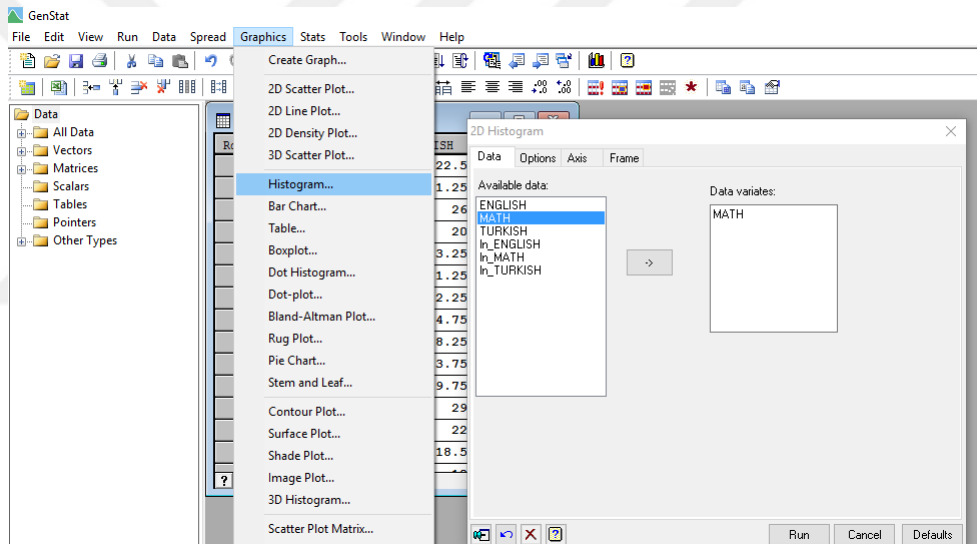 GenStat
File Edit View Run Data Spread Graphics Stats Tools Window Help
Create Graph...
2D Scatter Plot...
2D Line Plot...
2D Density Plot...
3D Scatter Plot...
Histogram...
Bar Chart...
Table...
Boxplot...
Dot Histogram...
Dot-plot...
Bland-Altman Plot...
Rug Plot...
Pie Chart...
Stem and Leaf...
Contour Plot...
Surface Plot...
Shade Plot...
Image Plot...
3D Histogram...
Scatter Plot Matrix...
Data
All Data
Vectors
Matrices
Scalars
Tables
Pointers
Other Types
ISH
22.5
1.25
26
20
3.25
1.25
2.25
4.75
8.25
3.75
9.75
29
22
18.5
?
2D Histogram
Data Options Axis Frame
Available data:
ENGLISH
MATH
TURKISH
ln_ENGLISH
ln_MATH
ln_TURKISH
->
Data variates:
MATH
Run Cancel Defaults